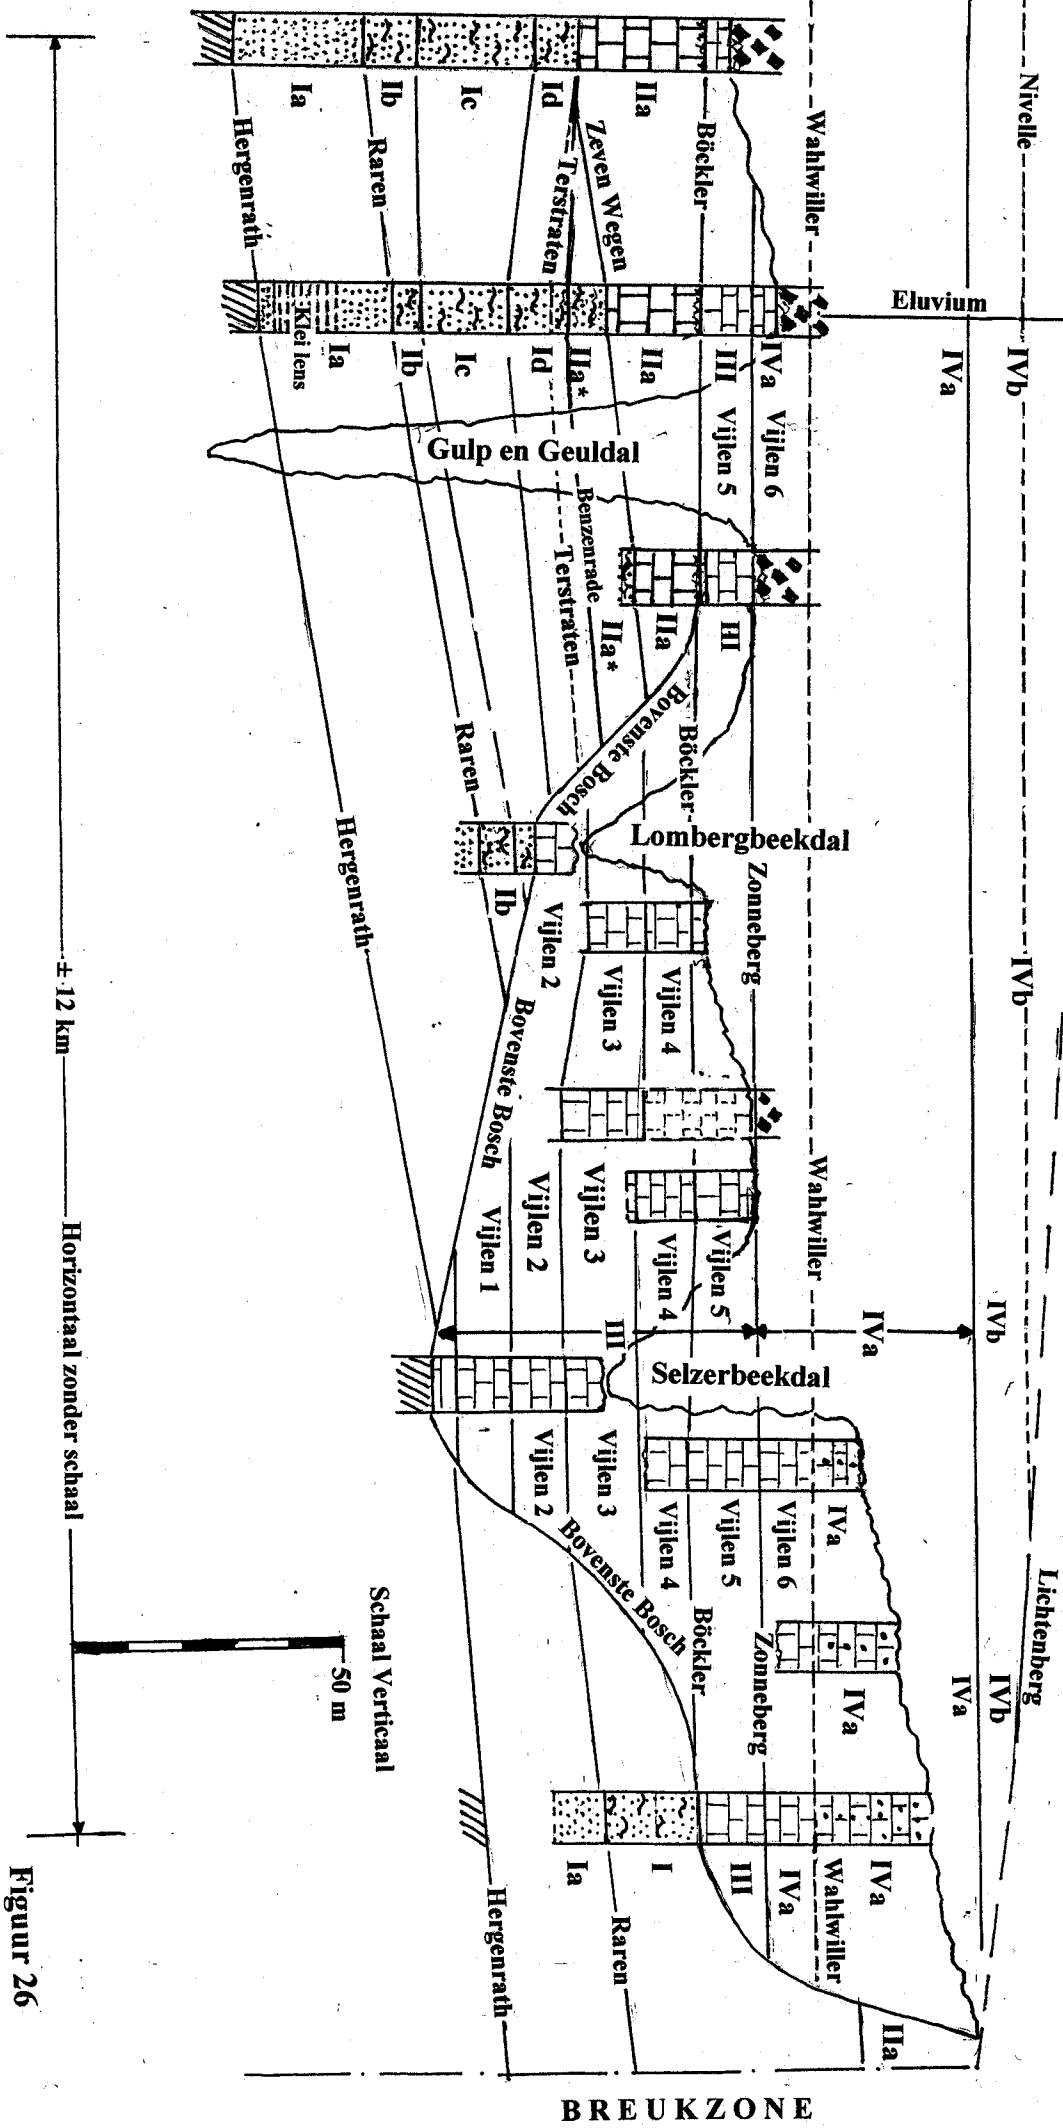 Nivelle
Wahlwiller
Böckler
Zeven Wegen
Terstraten
Raren
Hergenrath
IIa
Id
Ic
Ib
Ia
Eluvium
IVb
IVa
IVa
III
IIa
IIa*
Id
Ic
Ib
Ia
Klei lens
Vijlen 6
Vijlen 5
Gulp en Geuldal
Benzenrade
Terstraten
HI
IIa
IIa*
Bovenste Bosch
Böckler
Raren
Hergenrath
Lombergbeekdal
Zonneberg
Ib
Vijlen 2
Vijlen 3
Vijlen 4
IVb
Bovenste Bosch
± 12 km
Wahlwiller
Vijlen 5
Vijlen 4
Vijlen 3
Vijlen 2
Vijlen 1
IVb
IVa
III
Selzerbeekdal
Horizontaal zonder schaal
IVa
Vijlen 6
Vijlen 5
Vijlen 4
Vijlen 3
Vijlen 2
Bovenste Bosch
Böckler
Zonneberg
Lichtenberg
IVb
IVa
IVa
Schaal Verticaal
50 m
IVa
Wahlwiller
IVa
III
I
Ia
Raren
Hergenrath
IIa
Figuur 26
BREUKZONE